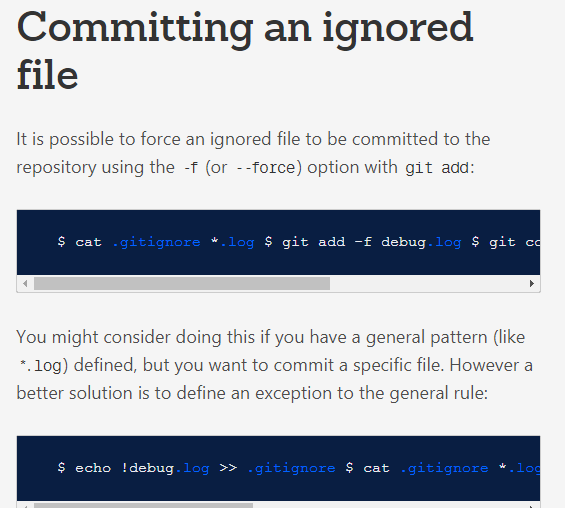 Committing an ignored
file
It is possible to force an ignored file to be committed to the
repository using the -f (or --force) option with git add:
$ cat .gitignore *.log $ git add -f debug.log $ git co
You might consider doing this if you have a general pattern (like
*.log) defined, but you want to commit a specific file. However a
better solution is to define an exception to the general rule:
$ echo !debug.log >> .gitignore $ cat .gitignore *.log